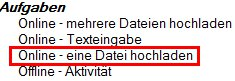 Aufgaben
Online - mehrere Dateien hochladen
Online - Texteingabe
Online - eine Datei hochladen
Offline - Aktivität